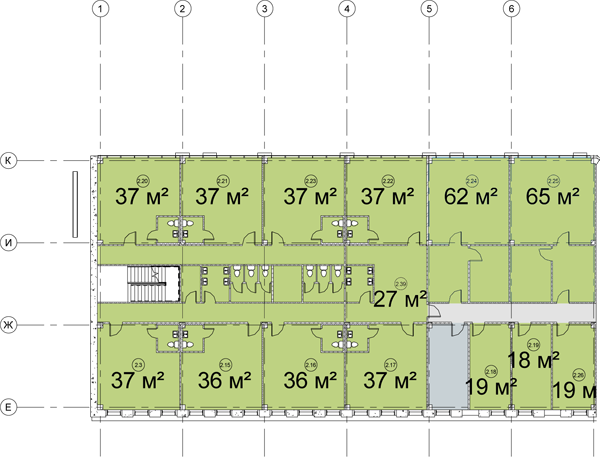 1 2 3 4 5 6
К
2.20 2.21 2.23 2.22 2.24 2.25
37 м² 37 м² 37 м² 37 м² 62 м² 65 м²
И
2.39
27 м²
Ж
2.3 2.15 2.16 2.17 2.18 2.19 2.26
37 м² 36 м² 36 м² 37 м² 19 м² 18 м² 19 м
Е